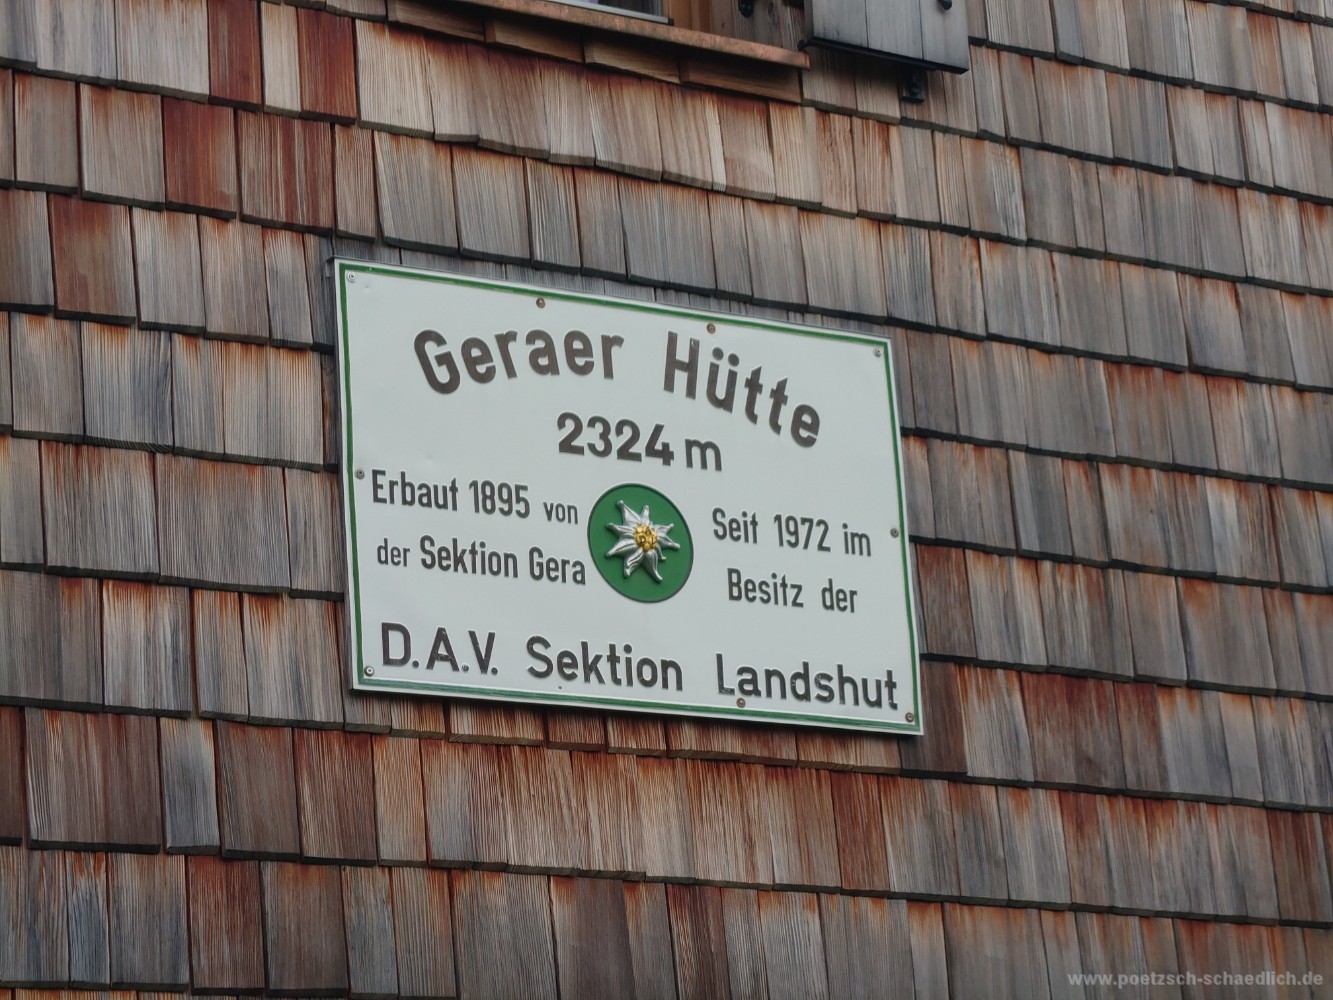 Geraer Hütte
2324 m
Erbaut 1895 von
der Sektion Gera
Seit 1972 im
Besitz der
D.A.V. Sektion Landshut
www.poetzsch-schaedlich.de